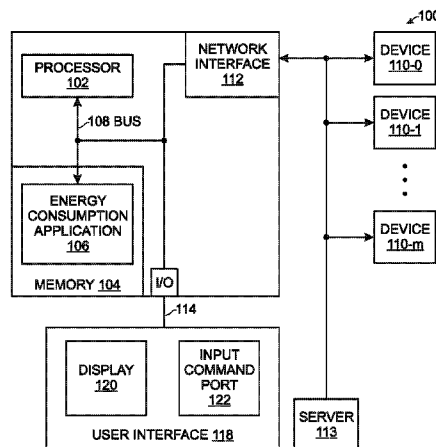 100
PROCESSOR
102
NETWORK
INTERFACE
112
DEVICE
110-0
108 BUS
DEVICE
110-1
ENERGY
CONSUMPTION
APPLICATION
106
DEVICE
110-m
MEMORY 104
I/O
114
DISPLAY
120
INPUT
COMMAND
PORT
122
USER INTERFACE 118
SERVER
113